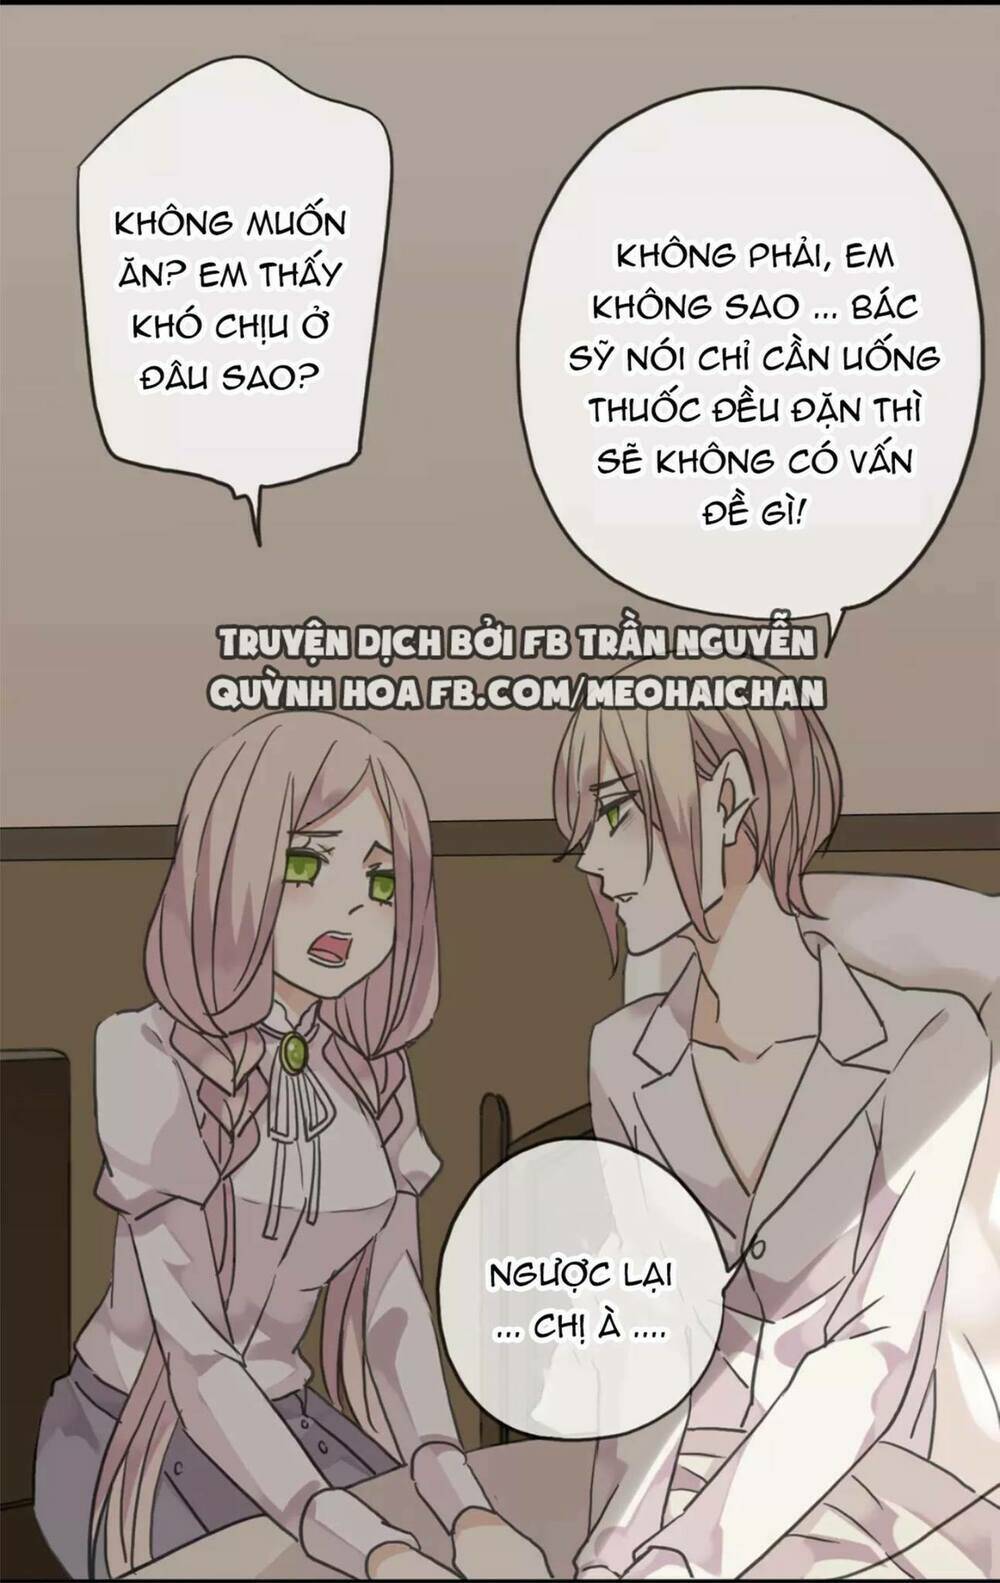 KHÔNG MUỐN
ĂN? EM THẤY
KHÓ CHỊU Ở
ĐÂU SAO?
KHÔNG PHẢI, EM
KHÔNG SAO ... BÁC
SỸ NÓI CHỈ CẦN UỐNG
THUỐC ĐỀU ĐẶN THÌ
SẼ KHÔNG CÓ VẤN
ĐỀ GÌ!
TRUYỆN DỊCH BỞI FB TRẦN NGUYỄN
QUỲNH HOA FB.COM/MEOHAICHAN
NGƯỢC LẠI
... CHỊ À ....